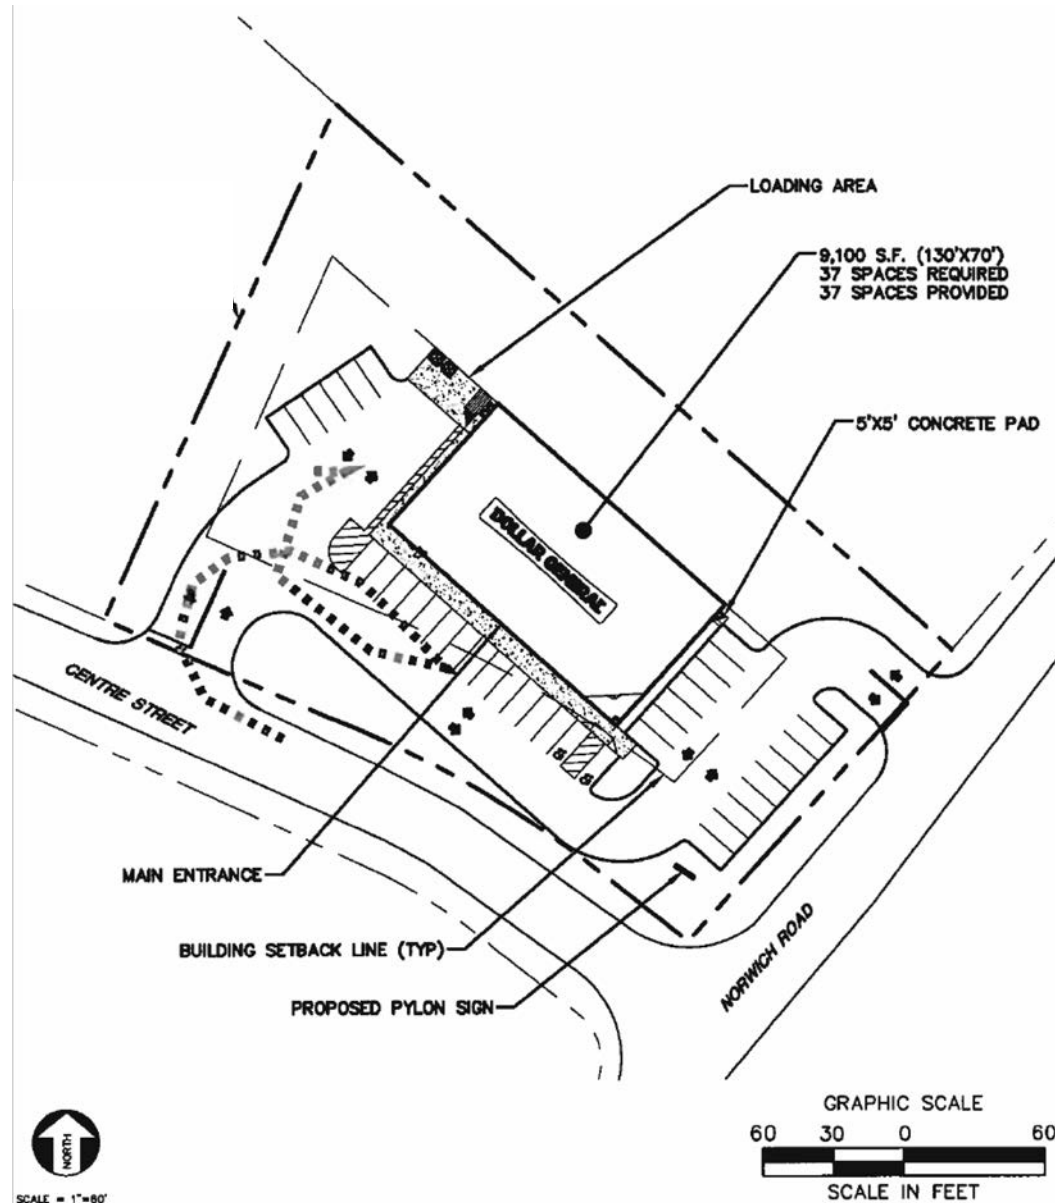 LOADING AREA
9,100 S.F. (130'X70')
37 SPACES REQUIRED
37 SPACES PROVIDED
5'X5' CONCRETE PAD
DOLLAR GENERAL
CENTRE STREET
MAIN ENTRANCE
BUILDING SETBACK LINE (TYP)
PROPOSED PYLON SIGN
NORWICH ROAD
NORTH
SCALE = 1"=60'
GRAPHIC SCALE
60 30 0 60
SCALE IN FEET